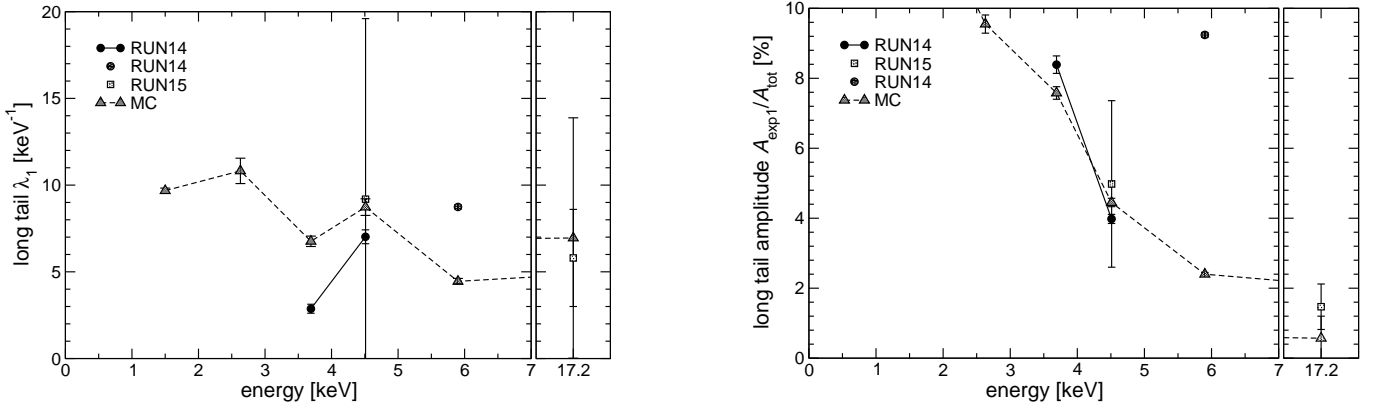 20
15
10
5
0
long tail λ1 [keV-1]
RUN14
RUN14
RUN15
MC
0 1 2 3 4 5 6 7
17.2
energy [keV]
10
8
6
4
2
0
long tail amplitude Aexp1/Atot [%]
RUN14
RUN15
RUN14
MC
0 1 2 3 4 5 6 7
17.2
energy [keV]